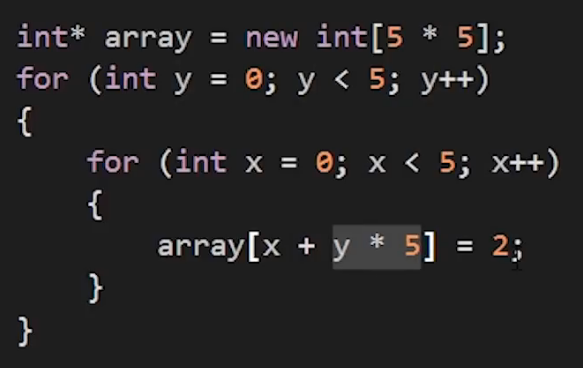 int* array = new int[5 * 5];
for (int y = 0; y < 5; y++)
{
    for (int x = 0; x < 5; x++)
    {
        array[x + y * 5] = 2;
    }
}